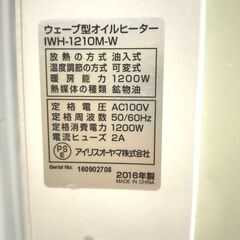 ウェーブ型オイルヒーター
IWH-1210M-W
放熱の方式 油入式
温度調節の方式 可変式
暖房能力 1200W
熱媒体の種類 鉱物油
定格電圧 AC100V
定格周波数 50/60Hz
定格消費電力 1200W
電流ヒューズ 2A
PSE アイリスオーヤマ株式会社
Serial No: 160902708
2016年製
MADE IN CHINA